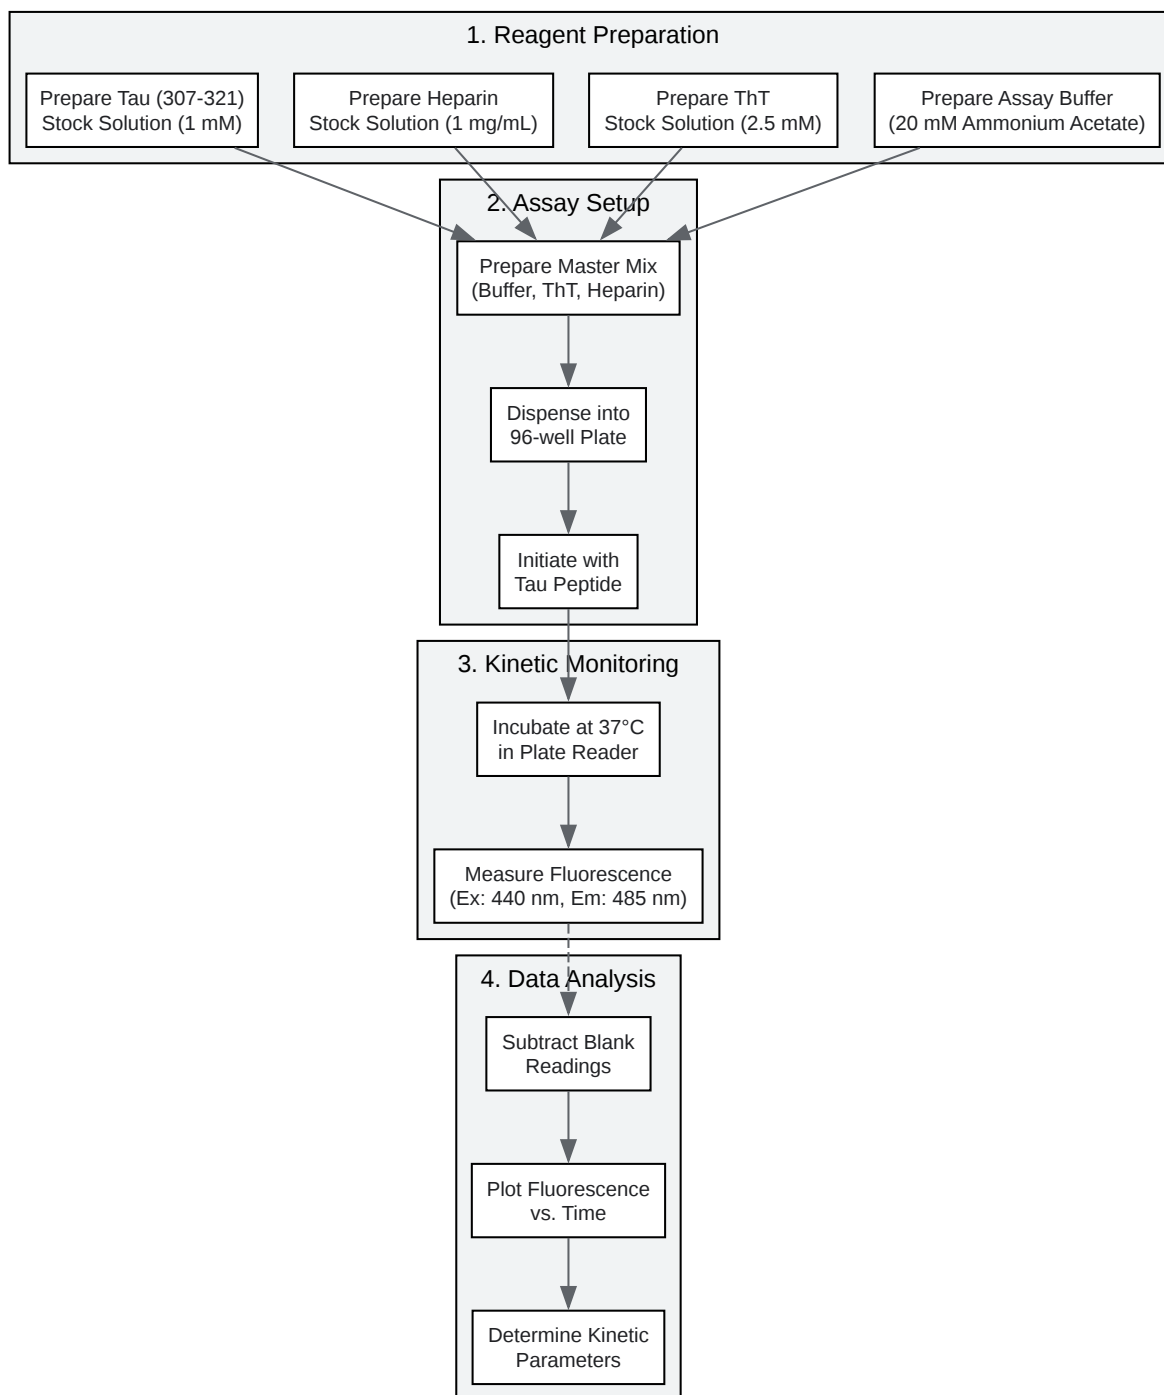 1. Reagent Preparation
Prepare Tau (307-321)
Stock Solution (1 mM)
Prepare Heparin
Stock Solution (1 mg/mL)
Prepare ThT
Stock Solution (2.5 mM)
Prepare Assay Buffer
(20 mM Ammonium Acetate)
2. Assay Setup
Prepare Master Mix
(Buffer, ThT, Heparin)
Dispense into
96-well Plate
Initiate with
Tau Peptide
3. Kinetic Monitoring
Incubate at 37°C
in Plate Reader
Measure Fluorescence
(Ex: 440 nm, Em: 485 nm)
4. Data Analysis
Subtract Blank
Readings
Plot Fluorescence
vs. Time
Determine Kinetic
Parameters